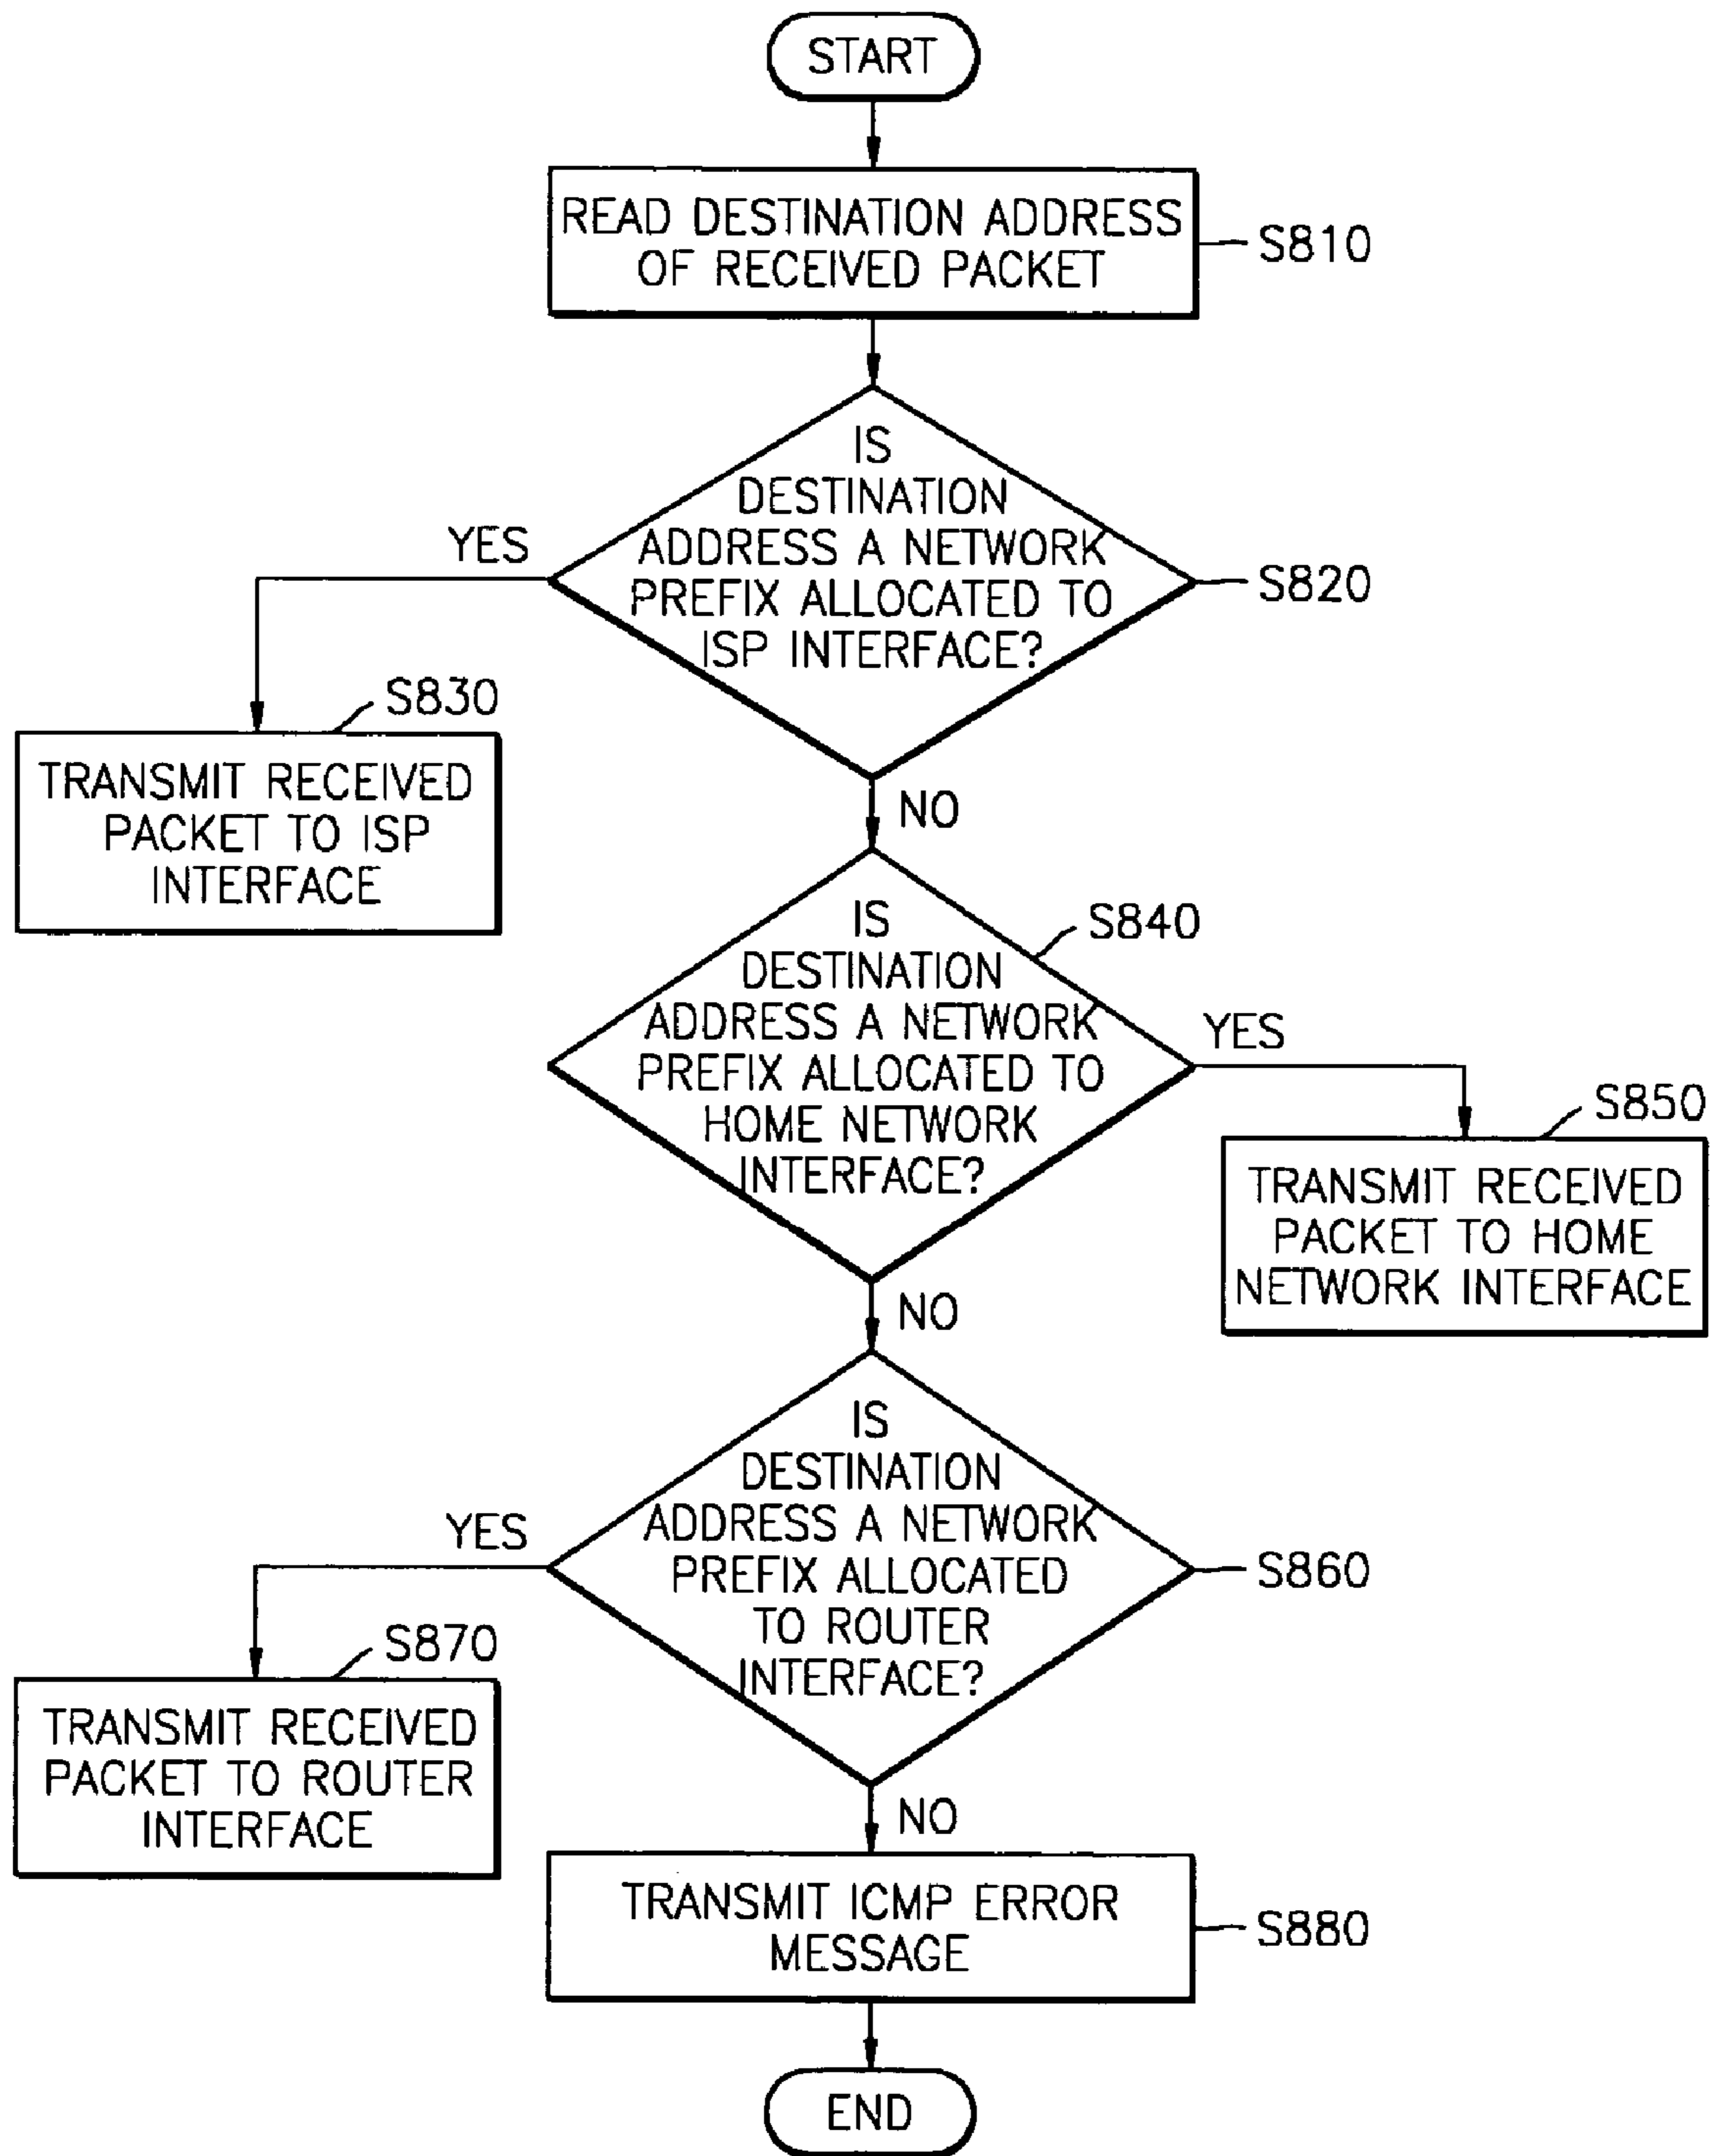 START
READ DESTINATION ADDRESS
OF RECEIVED PACKET
S810
IS
DESTINATION
ADDRESS A NETWORK
PREFIX ALLOCATED TO
ISP INTERFACE?
S820
YES
S830
TRANSMIT RECEIVED
PACKET TO ISP
INTERFACE
NO
IS
DESTINATION
ADDRESS A NETWORK
PREFIX ALLOCATED TO
HOME NETWORK
INTERFACE?
S840
YES
S850
TRANSMIT RECEIVED
PACKET TO HOME
NETWORK INTERFACE
NO
IS
DESTINATION
ADDRESS A NETWORK
PREFIX ALLOCATED
TO ROUTER
INTERFACE?
S860
YES
S870
TRANSMIT RECEIVED
PACKET TO ROUTER
INTERFACE
NO
TRANSMIT ICMP ERROR
MESSAGE
S880
END